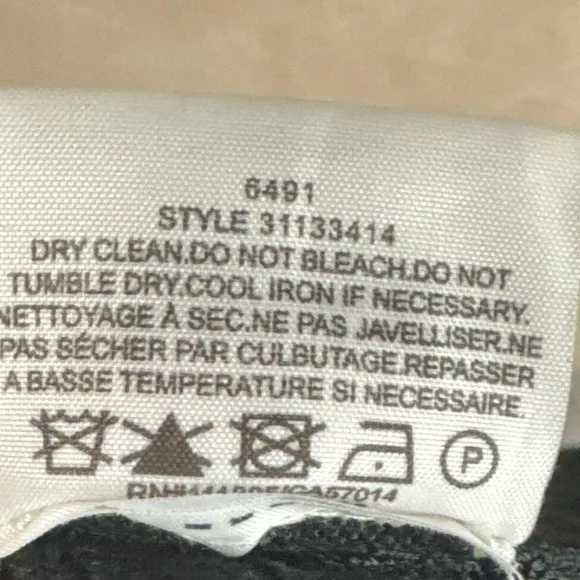 6491
STYLE 31133414
DRY CLEAN.DO NOT BLEACH.DO NOT
TUMBLE DRY.COOL IRON IF NECESSARY.
NETTOYAGE À SEC.NE PAS JAVELLISER.NE
PAS SÉCHER PAR CULBUTAGE.REPASSER
A BASSE TEMPERATURE SI NECESSAIRE.
P